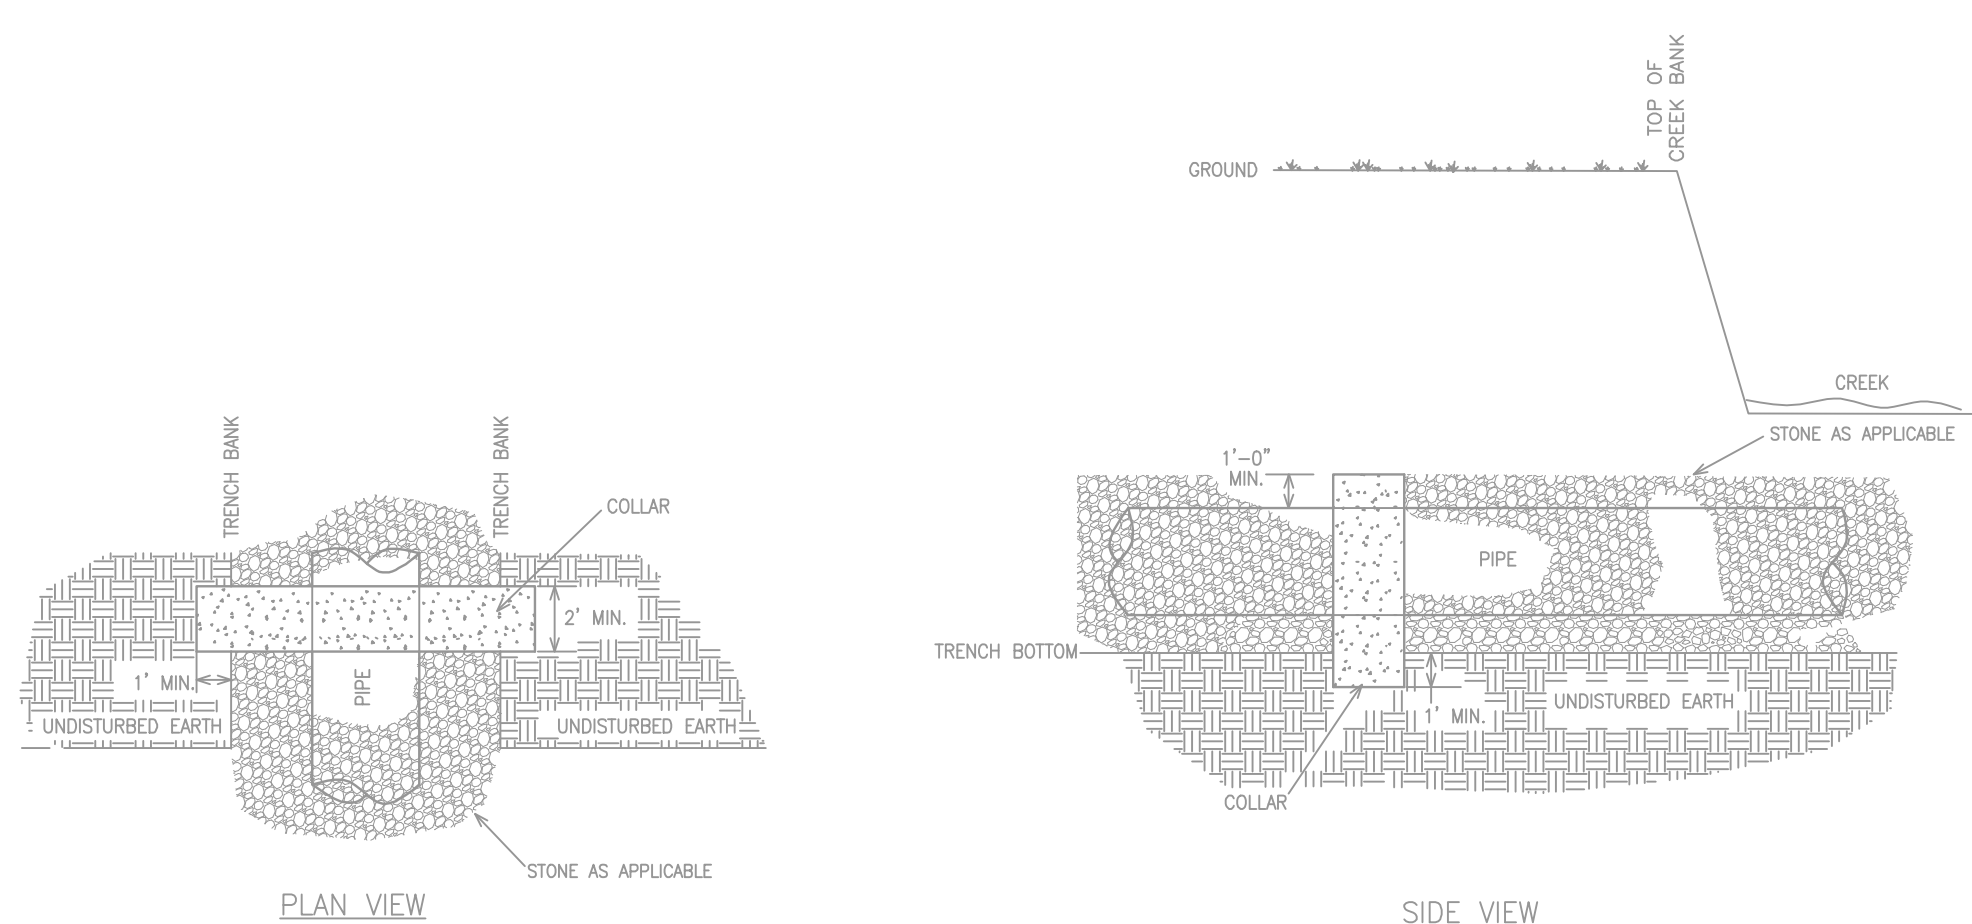 TRENCH BANK
TRENCH BANK
COLLAR
2' MIN.
1' MIN.
PIPE
UNDISTURBED EARTH
UNDISTURBED EARTH
STONE AS APPLICABLE
PLAN VIEW
TOP OF
CREEK BANK
GROUND
CREEK
STONE AS APPLICABLE
1'-0"
MIN.
PIPE
TRENCH BOTTOM
UNDISTURBED EARTH
1' MIN.
COLLAR
SIDE VIEW